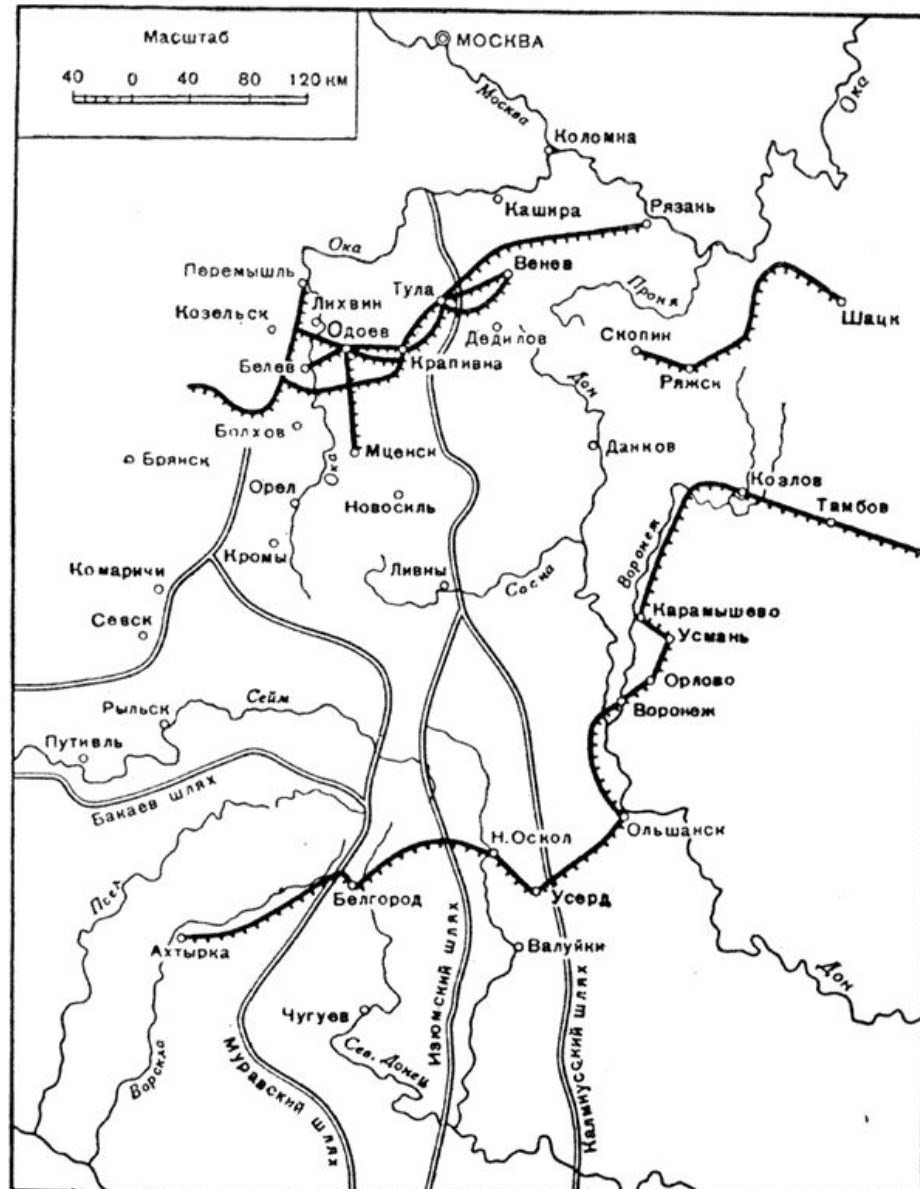 Масштаб
40 0 40 80 120 км
МОСКВА
Москва
Ока
Коломна
Кашира
Рязань
Ока
Перемышль
Венев
Тула
Проня
Лихвин
Козельск
Одоев
Дедилов
Шацк
Скопин
Белев
Крапивна
Ряжск
Дон
Болхов
Мценск
Данков
Брянск
Ока
Орел
Новосиль
Козлов
Тамбов
Воронеж
Кромы
Ливны
Сосна
Комаричи
Карамышево
Севск
Усмань
Орлово
Сейм
Рыльск
Воронеж
Путивль
Бакаев шлях
Ольшанск
Н. Оскол
Псел
Белгород
Усерд
Ахтырка
Валуйки
Изюмский шлях
Дон
Чугуев
Сев. Донец
Ворскла
Муравский шлях
Калмиусский шлях